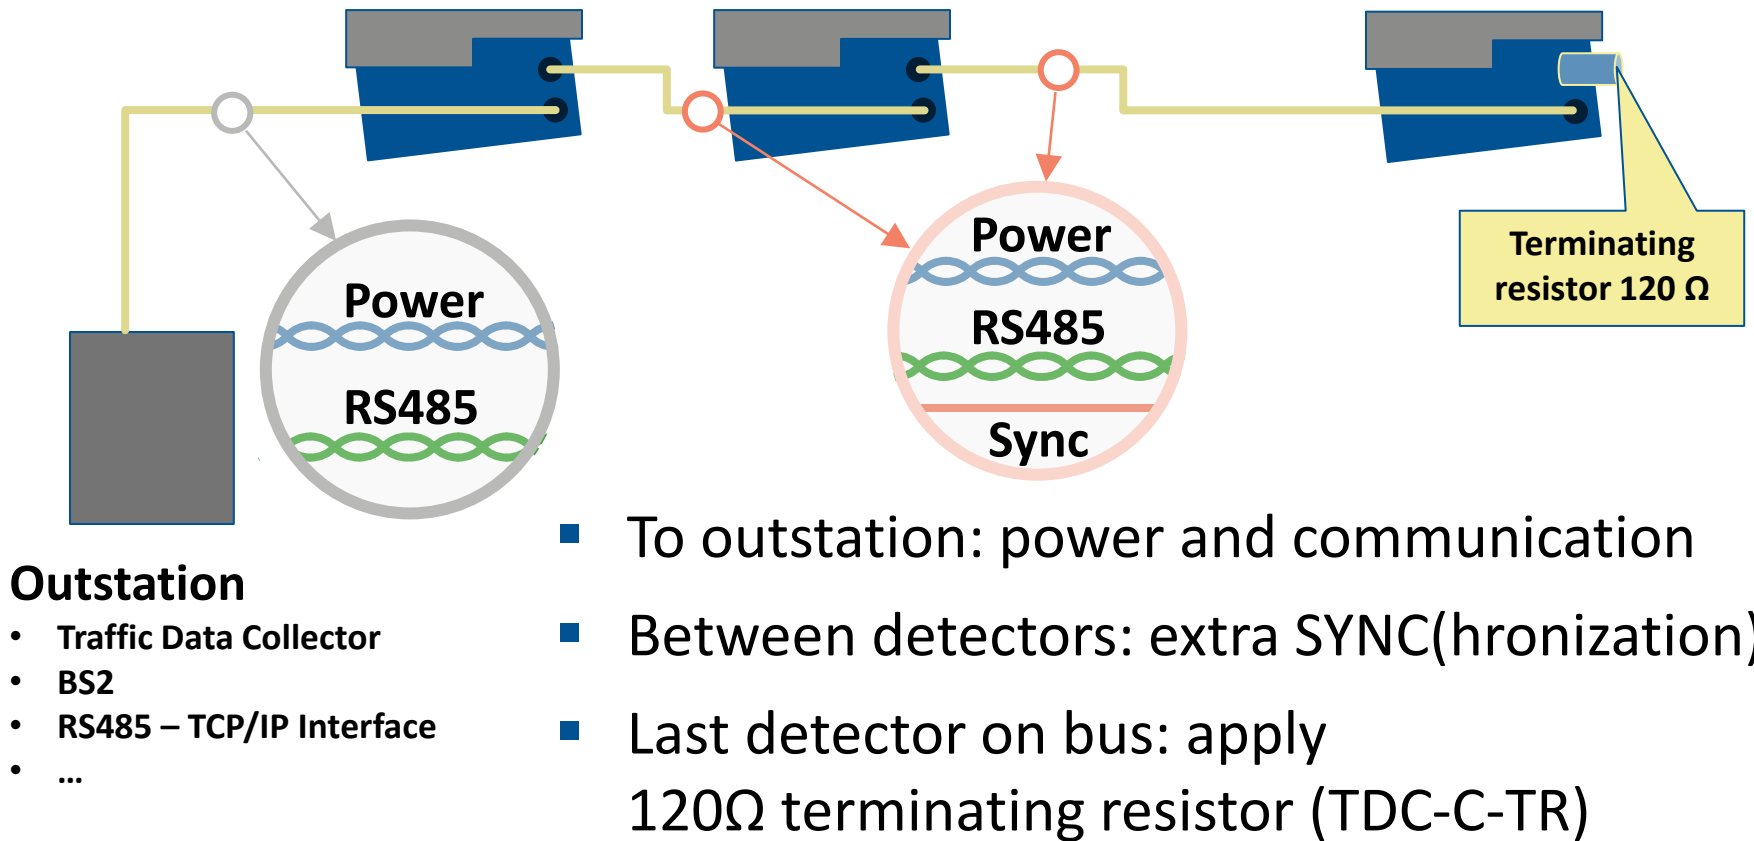 Power
RS485
Power
RS485
Sync
Terminating
resistor 120 Ω
Outstation
• Traffic Data Collector
• BS2
• RS485 – TCP/IP Interface
• ...
▪ To outstation: power and communication
▪ Between detectors: extra SYNC(hronization)
▪ Last detector on bus: apply
120Ω terminating resistor (TDC-C-TR)